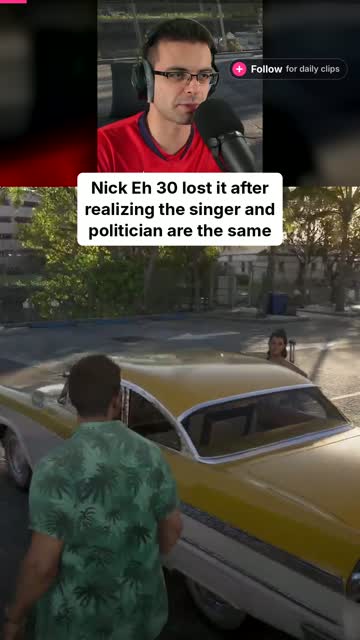 Follow for daily clips
Nick Eh 30 lost it after
realizing the singer and
politician are the same